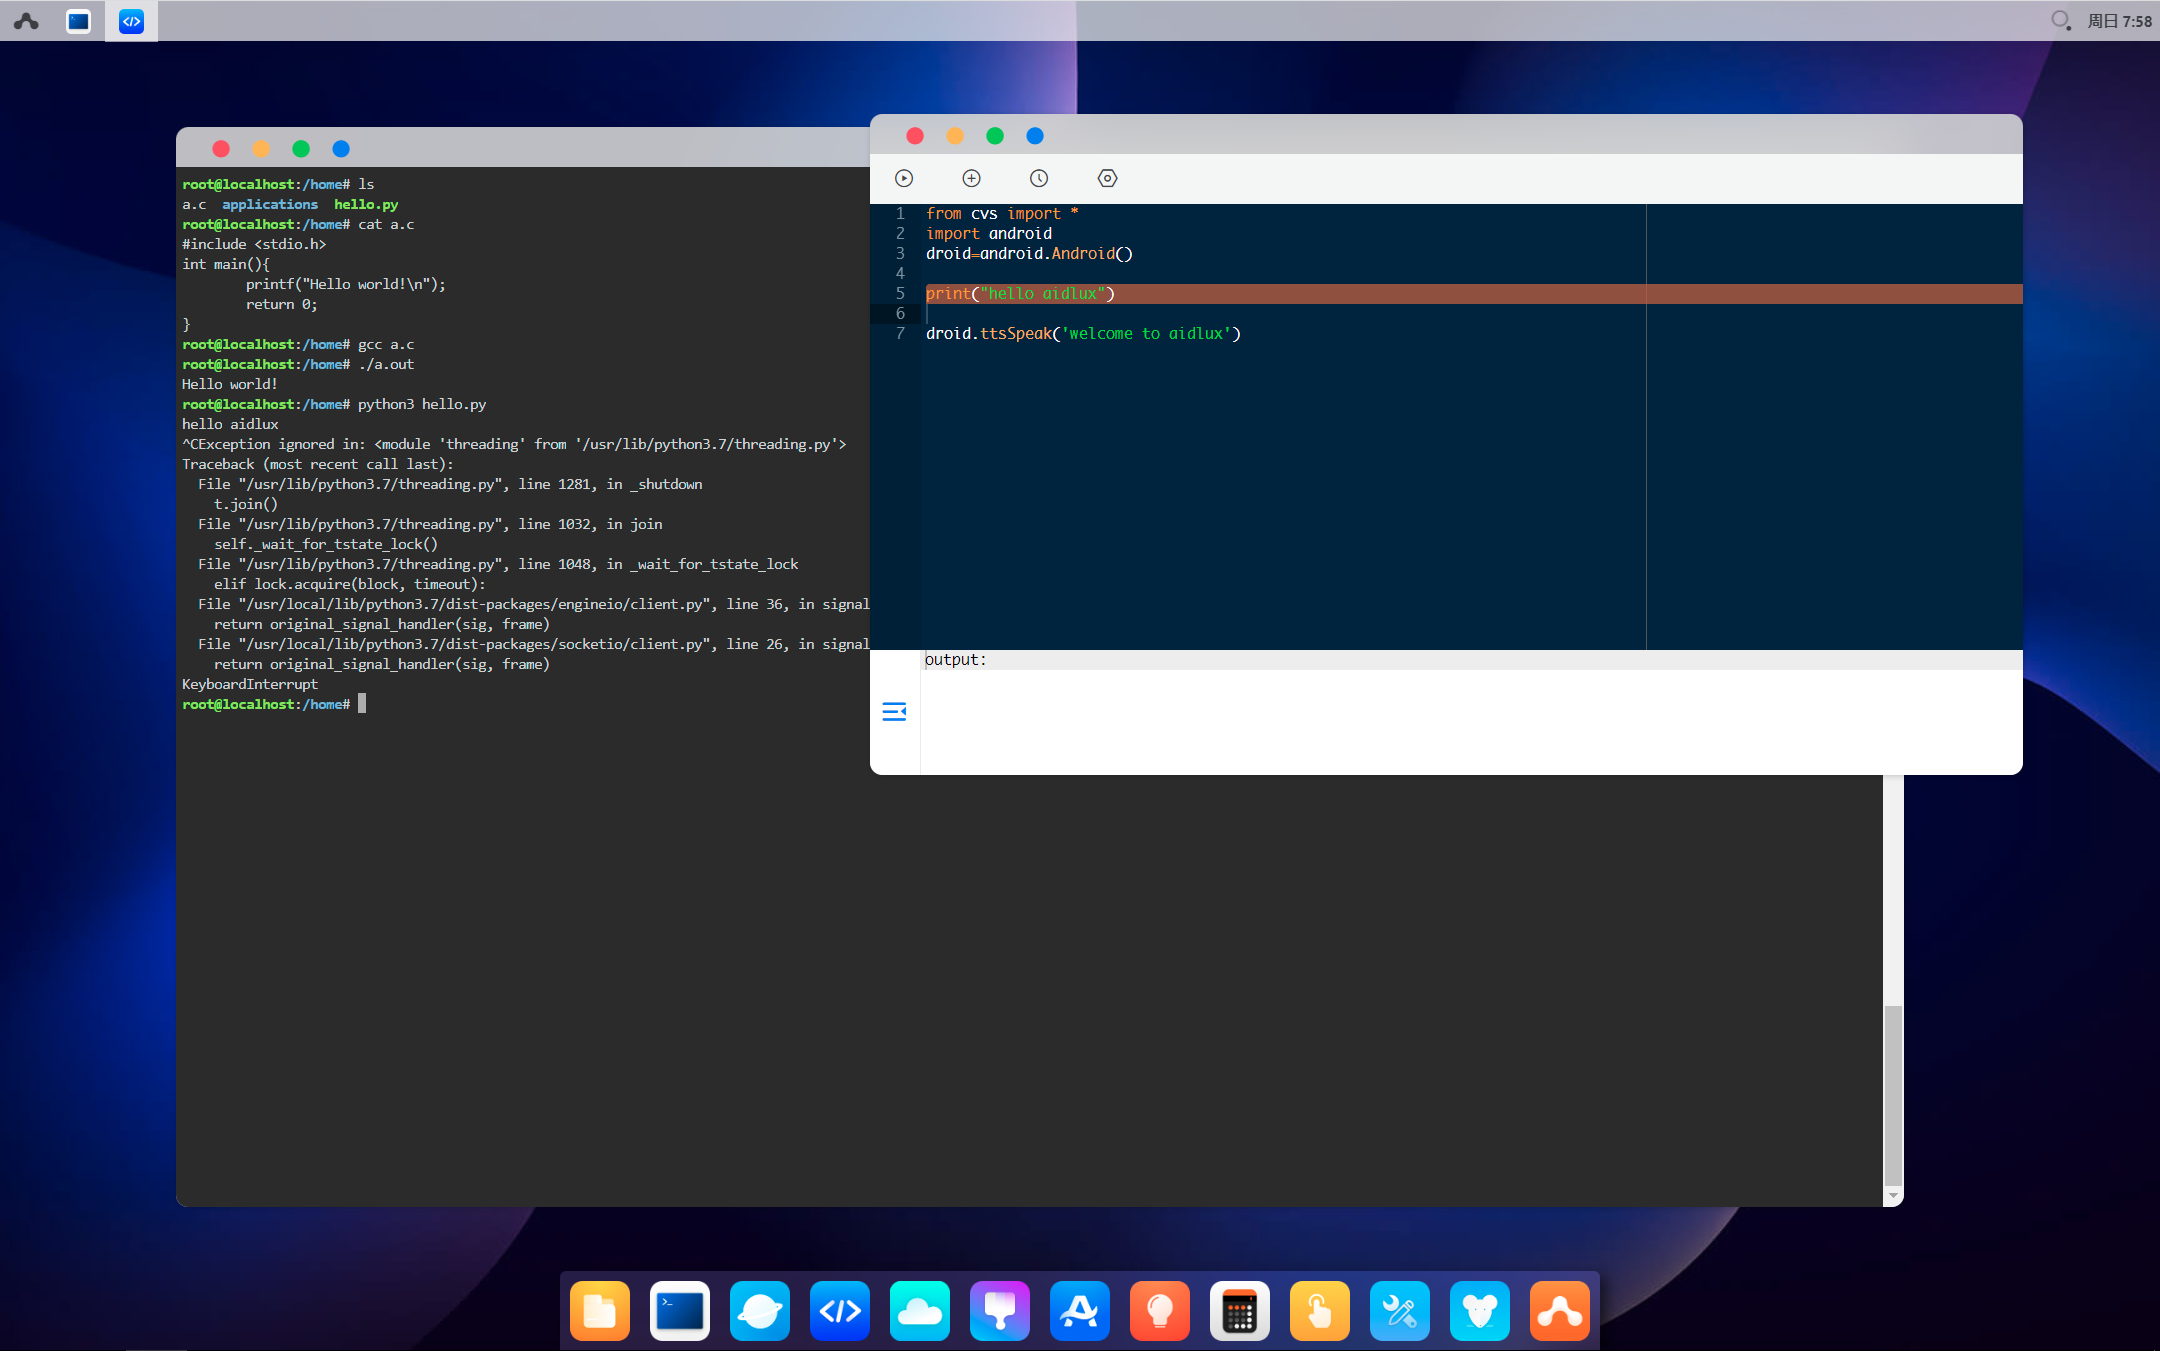 周日 7:58
root@localhost:/home# ls
a.c  applications  hello.py
root@localhost:/home# cat a.c
#include <stdio.h>
int main(){
        printf("Hello world!\n");
        return 0;
}
root@localhost:/home# gcc a.c
root@localhost:/home# ./a.out
Hello world!
root@localhost:/home# python3 hello.py
hello aidlux
^CException ignored in: <module 'threading' from '/usr/lib/python3.7/threading.py'>
Traceback (most recent call last):
  File "/usr/lib/python3.7/threading.py", line 1281, in _shutdown
    t.join()
  File "/usr/lib/python3.7/threading.py", line 1032, in join
    self._wait_for_tstate_lock()
  File "/usr/lib/python3.7/threading.py", line 1048, in _wait_for_tstate_lock
    elif lock.acquire(block, timeout):
  File "/usr/local/lib/python3.7/dist-packages/engineio/client.py", line 36, in signal
    return original_signal_handler(sig, frame)
  File "/usr/local/lib/python3.7/dist-packages/socketio/client.py", line 26, in signal
    return original_signal_handler(sig, frame)
KeyboardInterrupt
root@localhost:/home#
1 from cvs import *
2 import android
3 droid=android.Android()
4
5 print("hello aidlux")
6
7 droid.ttsSpeak('welcome to aidlux')
output: